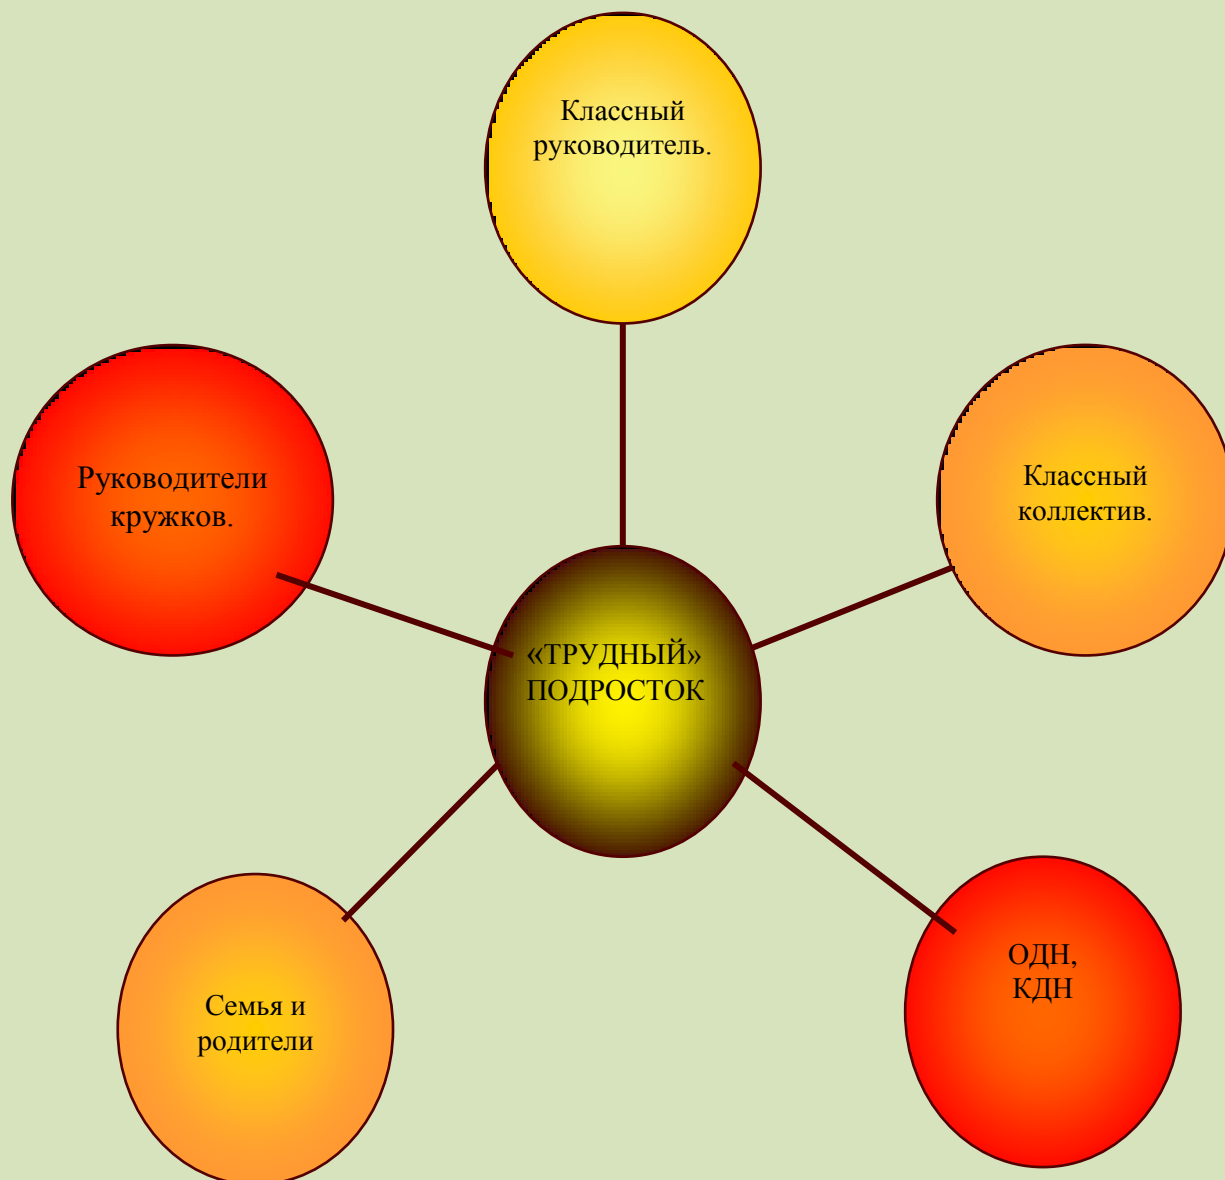 Классный
руководитель.
Руководители
кружков.
Классный
коллектив.
«ТРУДНЫЙ»
ПОДРОСТОК
Семья и
родители
ОДН,
КДН